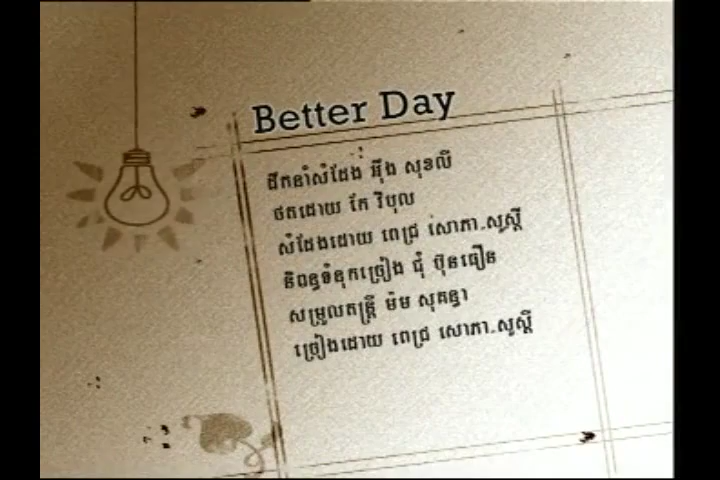 Better Day
ដឹកនាំសំដែង អ៊ឹង សុខលី
ថតដោយ កែ វិបុល
សំដែងដោយ ពេជ្រ សោភា.សួស្តី
និពន្ធទំនុកច្រៀង ជុំ ប៊ុនធឿន
សម្រួលតន្ត្រី ម៉ម សុគន្ធា
ច្រៀងដោយ ពេជ្រ សោភា.សួស្តី